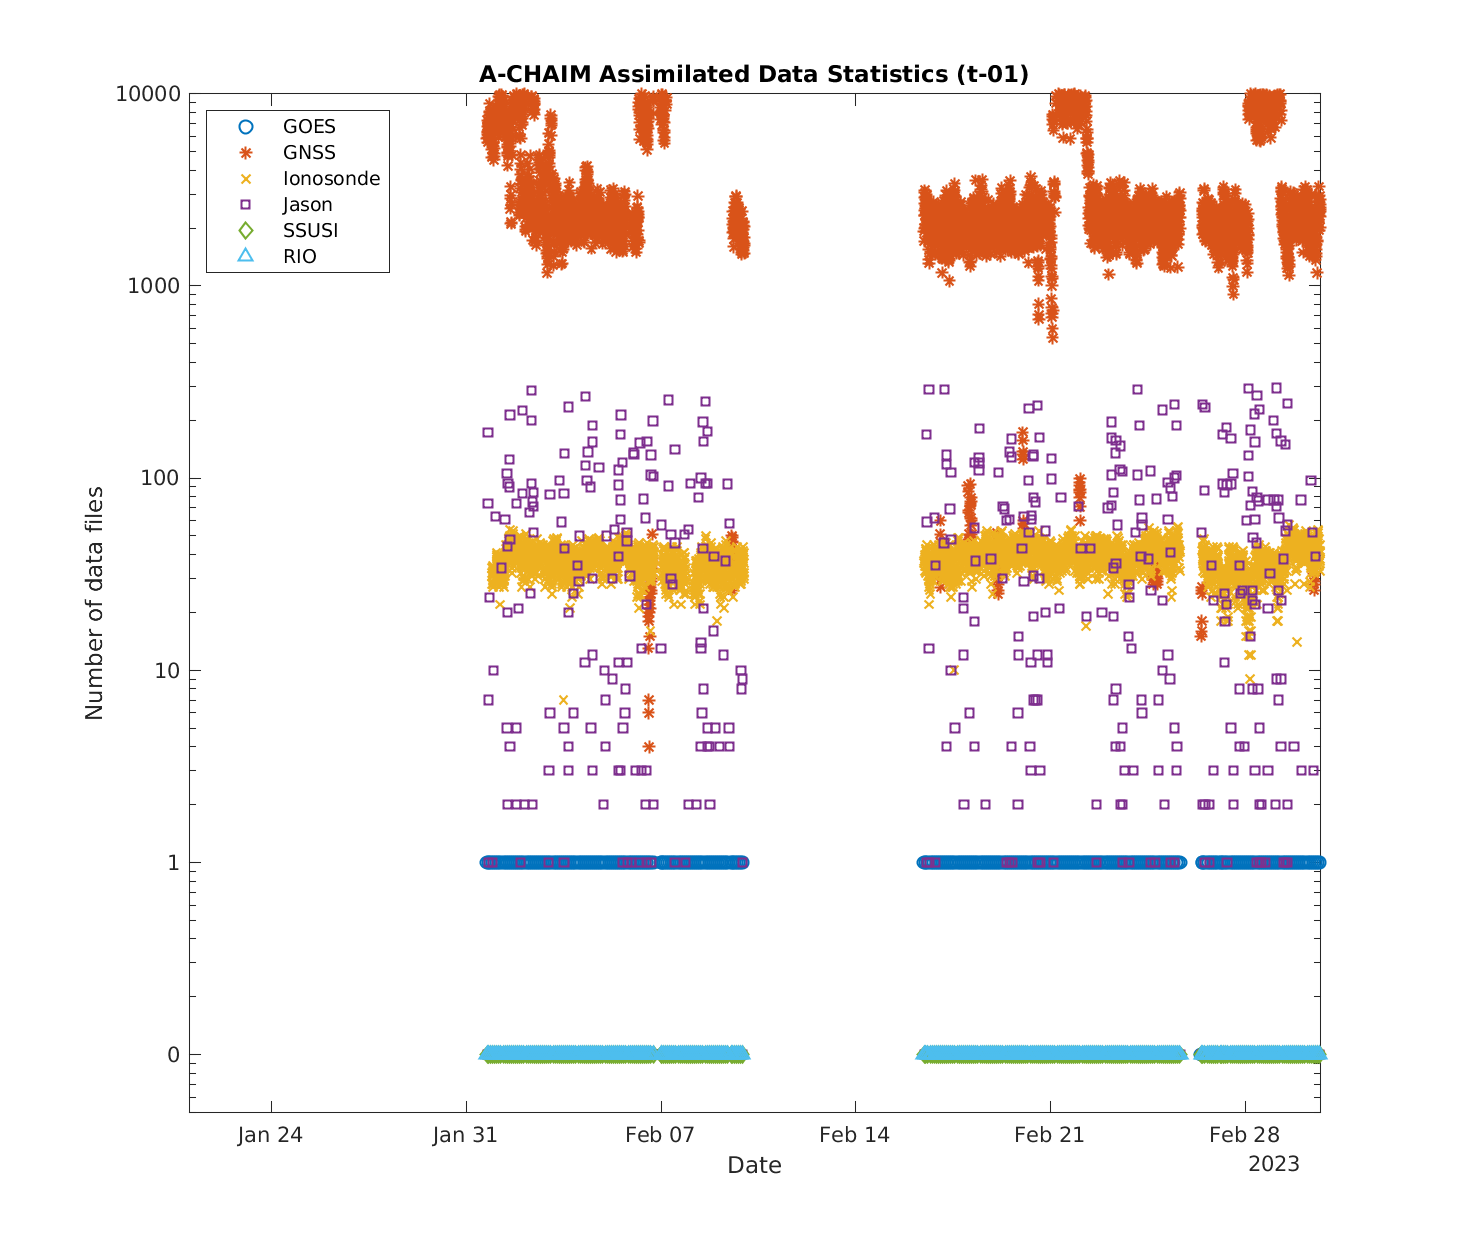 A-CHAIM Assimilated Data Statistics (t-01)
10000
1000
100
10
1
0
Number of data files
GOES
GNSS
Ionosonde
Jason
SSUSI
RIO
Jan 24
Jan 31
Feb 07
Feb 14
Feb 21
Feb 28
Date
2023